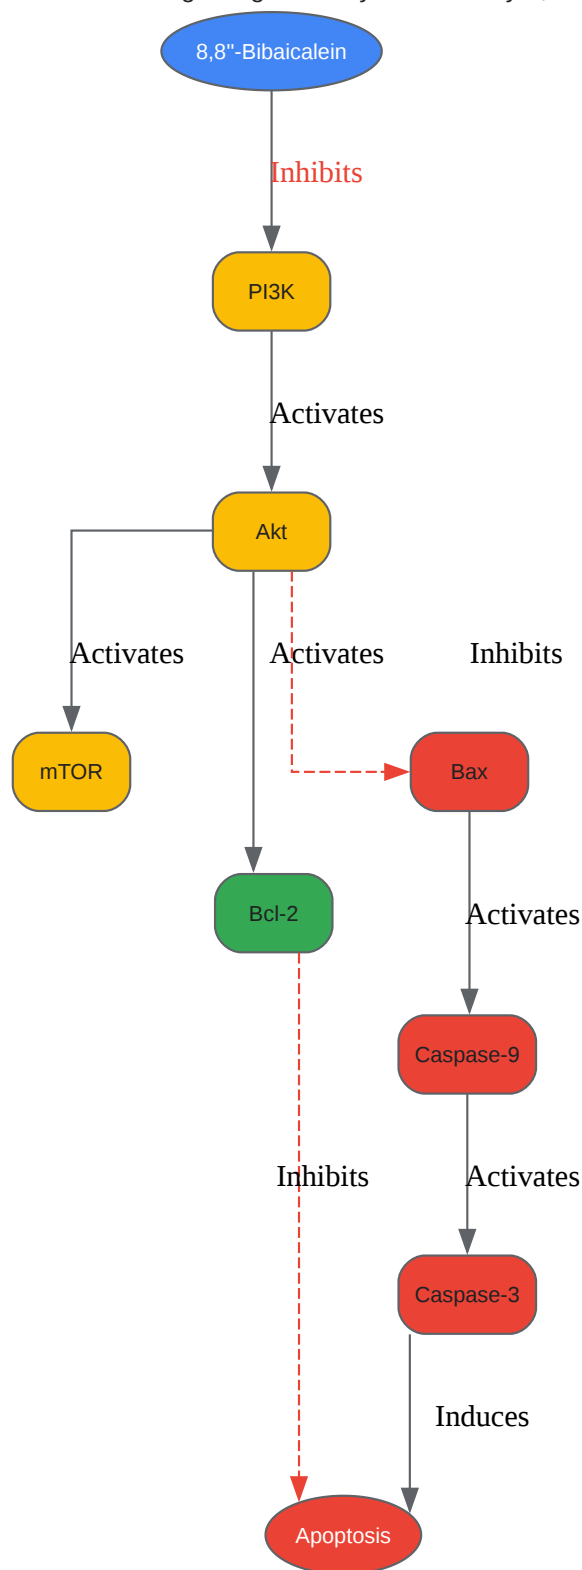 8,8"-Bibaicalein
Inhibits
PI3K
Activates
Akt
Activates
Activates
Inhibits
mTOR
Bax
Bcl-2
Activates
Caspase-9
Inhibits
Activates
Caspase-3
Induces
Apoptosis